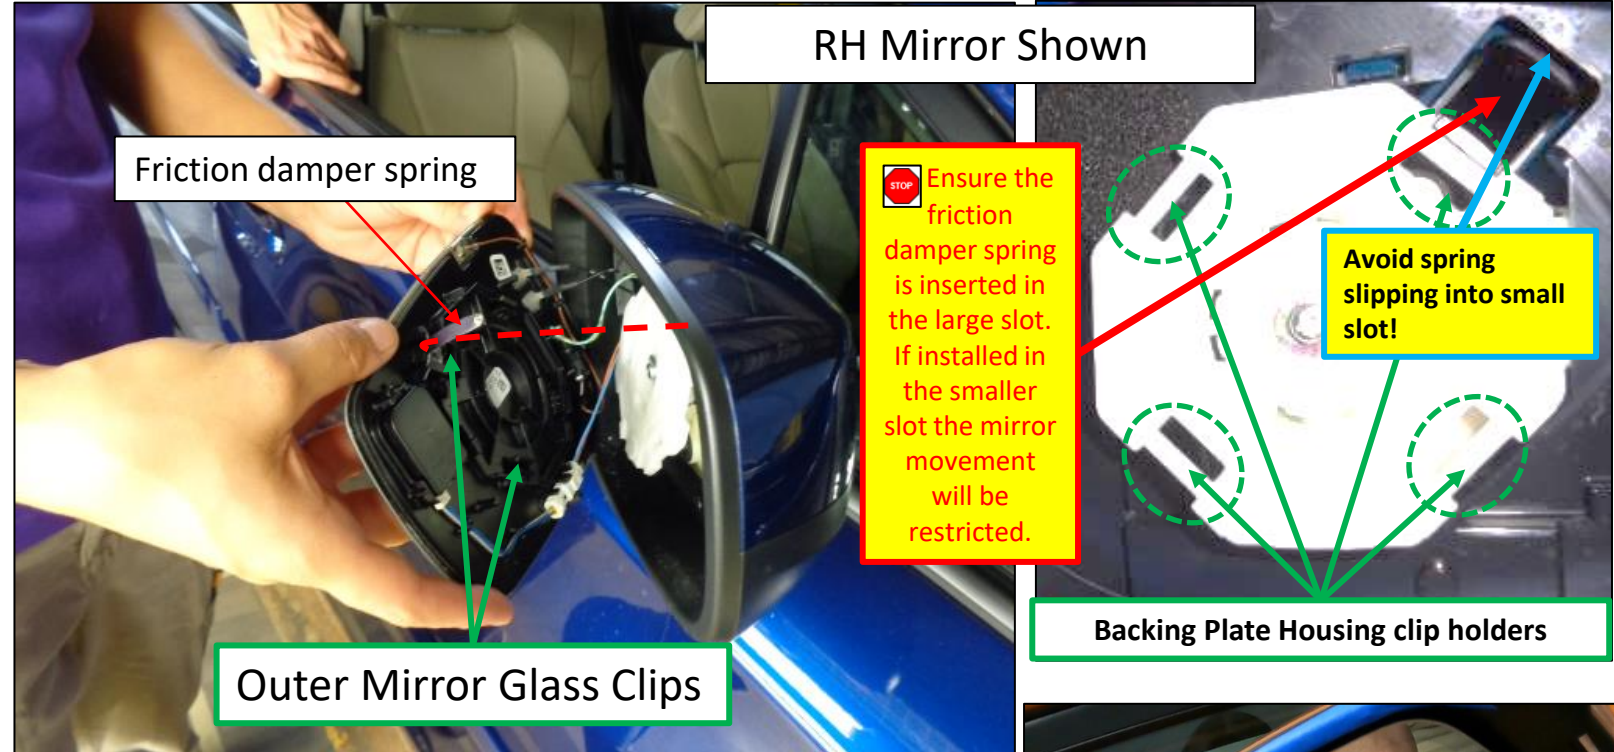 RH Mirror Shown
Friction damper spring
STOP
Ensure the
friction
damper spring
is inserted in
the large slot.
If installed in
the smaller
slot the mirror
movement
will be
restricted.
Avoid spring
slipping into small
slot!
Outer Mirror Glass Clips
Backing Plate Housing clip holders